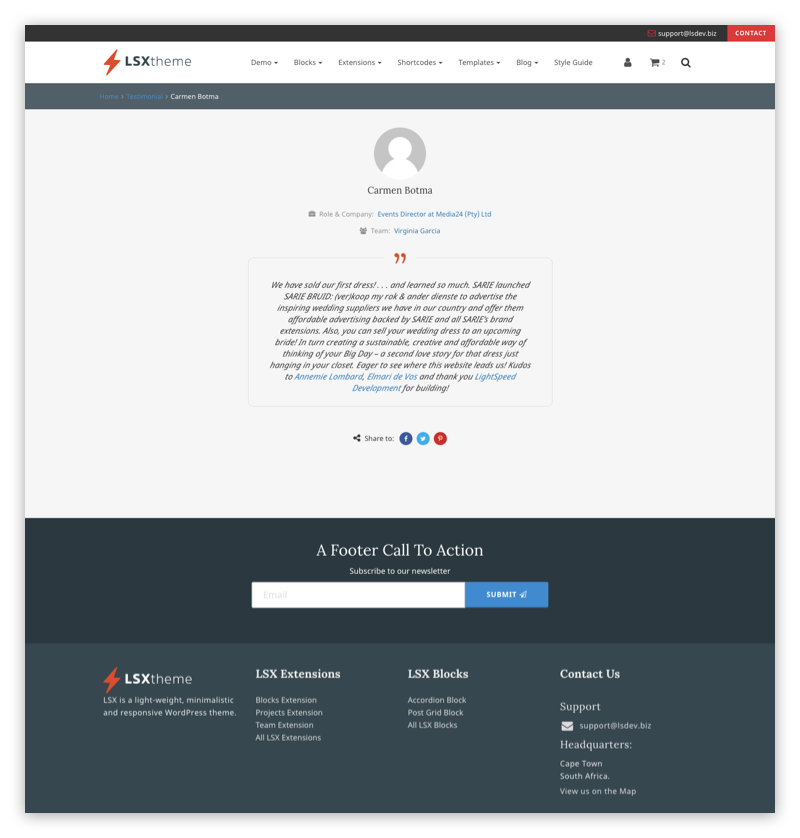 support@lsdev.biz CONTACT
LSXtheme Demo Blocks Extensions Shortcodes Templates Blog Style Guide 2
Home > Testimonial > Carmen Botma
Carmen Botma
Role & Company: Events Director at Media24 (Pty) Ltd
Team: Virginia Garcia
”
We have sold our first dress! . . . and learned so much. SARIE launched
SARIE BRUID: (ver)koop my rok & ander dienste to advertise the
inspiring wedding suppliers we have in our country and offer them
affordable advertising backed by SARIE and all SARIE's brand
extensions. Also, you can sell your wedding dress to an upcoming
bride! In turn creating a sustainable, creative and affordable way of
thinking of your Big Day – a second love story for that dress just
hanging in your closet. Eager to see where this website leads us! Kudos
to Annemie Lombard, Elmari de Vos and thank you LightSpeed
Development for building!
Share to:
A Footer Call To Action
Subscribe to our newsletter
Email SUBMIT
LSXtheme
LSX is a light-weight, minimalistic
and responsive WordPress theme.
LSX Extensions
Blocks Extension
Projects Extension
Team Extension
All LSX Extensions
LSX Blocks
Accordion Block
Post Grid Block
All LSX Blocks
Contact Us
Support
support@lsdev.biz
Headquarters:
Cape Town
South Africa.
View us on the Map